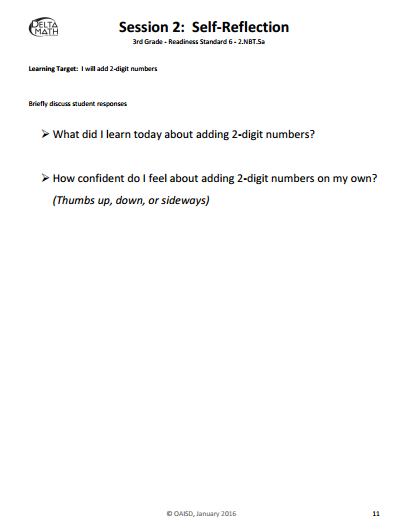 DELTA
MATH
Session 2: Self-Reflection
3rd Grade - Readiness Standard 6 - 2.NBT.5a
Learning Target: I will add 2-digit numbers
Briefly discuss student responses
➢ What did I learn today about adding 2-digit numbers?
➢ How confident do I feel about adding 2-digit numbers on my own?
(Thumbs up, down, or sideways)
© OAISD, January 2016
11